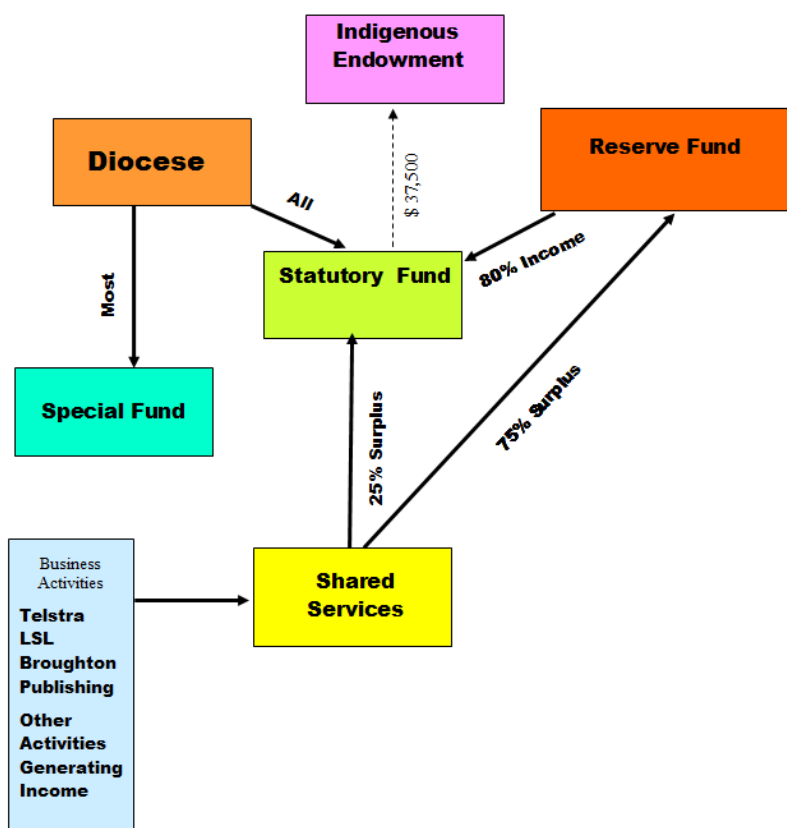 Indigenous
Endowment
Diocese
Reserve Fund
All
$ 37,500
80% Income
Statutory Fund
Most
Special Fund
25% Surplus
75% Surplus
Business
Activities
Telstra
LSL
Broughton
Publishing
Other
Activities
Generating
Income
Shared
Services